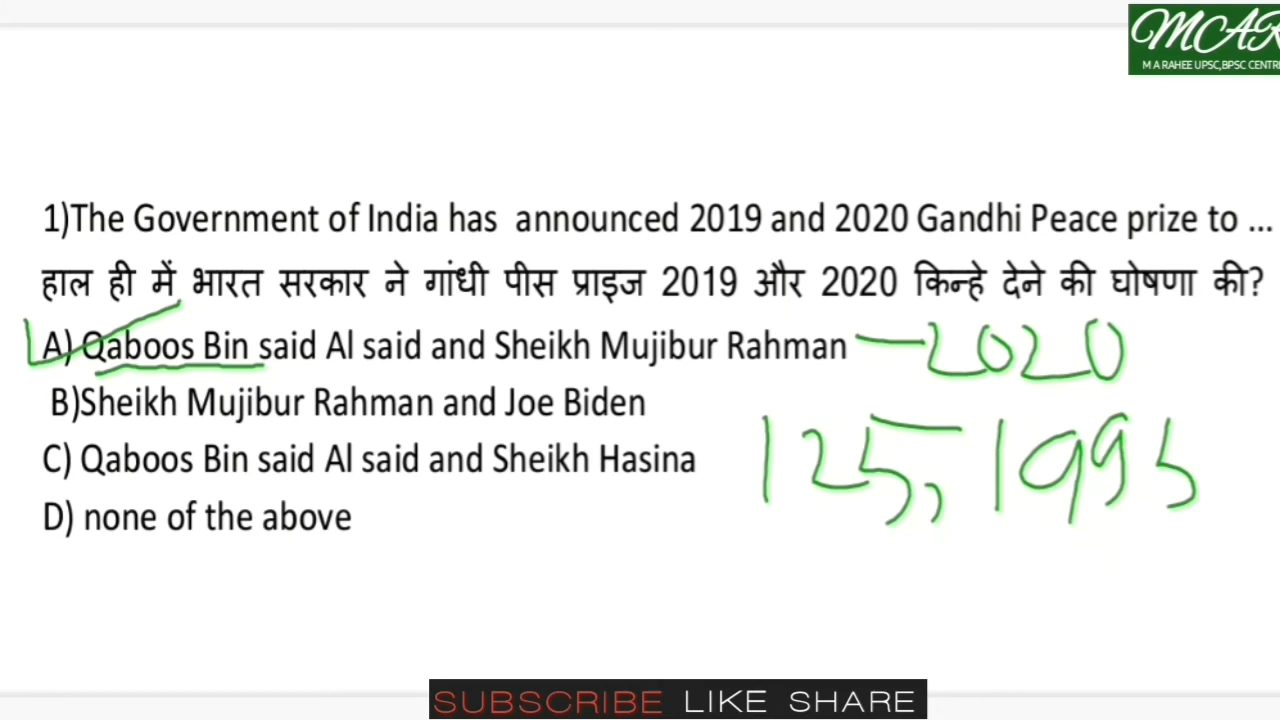 MCAR
M A RAHEE UPSC,BPSC CENTR
1)The Government of India has announced 2019 and 2020 Gandhi Peace prize to ...
हाल ही में भारत सरकार ने गांधी पीस प्राइज 2019 और 2020 किन्हे देने की घोषणा की?
A) Qaboos Bin said Al said and Sheikh Mujibur Rahman – 2020
B)Sheikh Mujibur Rahman and Joe Biden
125, 1995
C) Qaboos Bin said Al said and Sheikh Hasina
D) none of the above
SUBSCRIBE LIKE SHARE